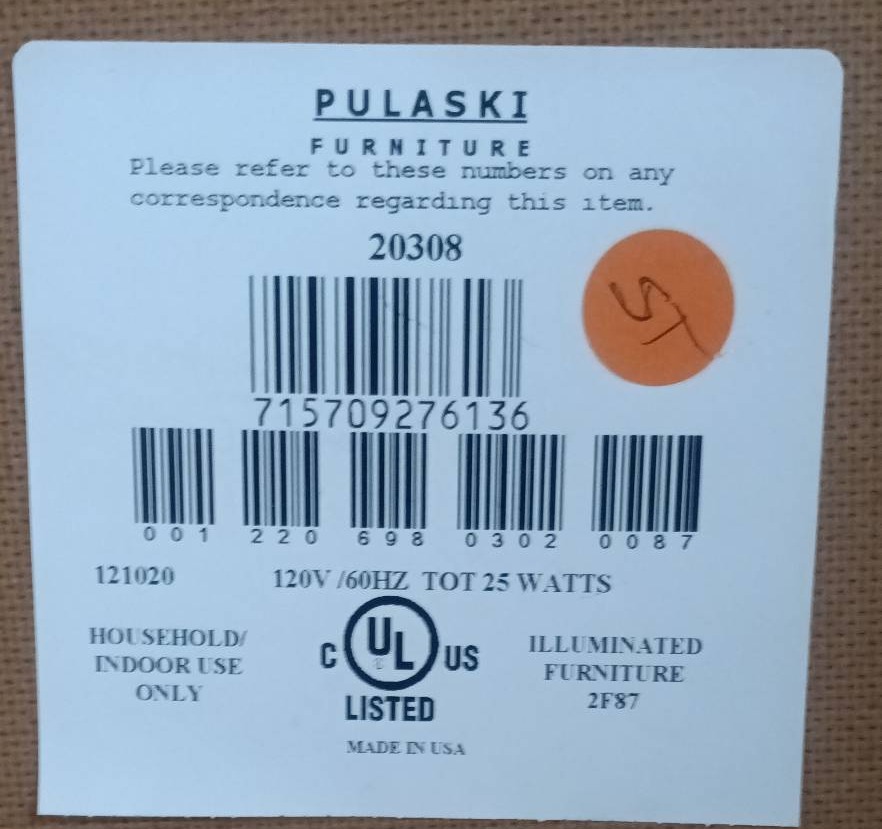 PULASKI
FURNITURE
Please refer to these numbers on any
correspondence regarding this item.
20308
ST
715709276136
001 220 698 0302 0087
121020 120V /60HZ TOT 25 WATTS
HOUSEHOLD/
INDOOR USE
ONLY
C UL US
LISTED
ILLUMINATED
FURNITURE
2F87
MADE IN USA